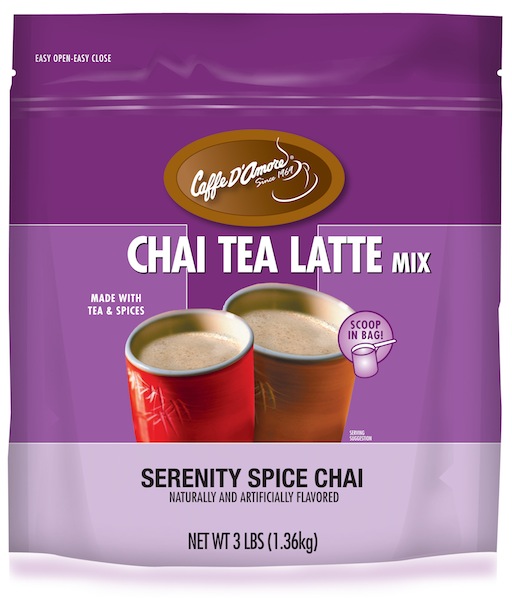 EASY OPEN-EASY CLOSE
Caffe D'Amore®
Since 1969
CHAI TEA LATTE MIX
MADE WITH
TEA & SPICES
SCOOP
IN BAG!
SERVING
SUGGESTION
SERENITY SPICE CHAI
NATURALLY AND ARTIFICIALLY FLAVORED
NET WT 3 LBS (1.36kg)